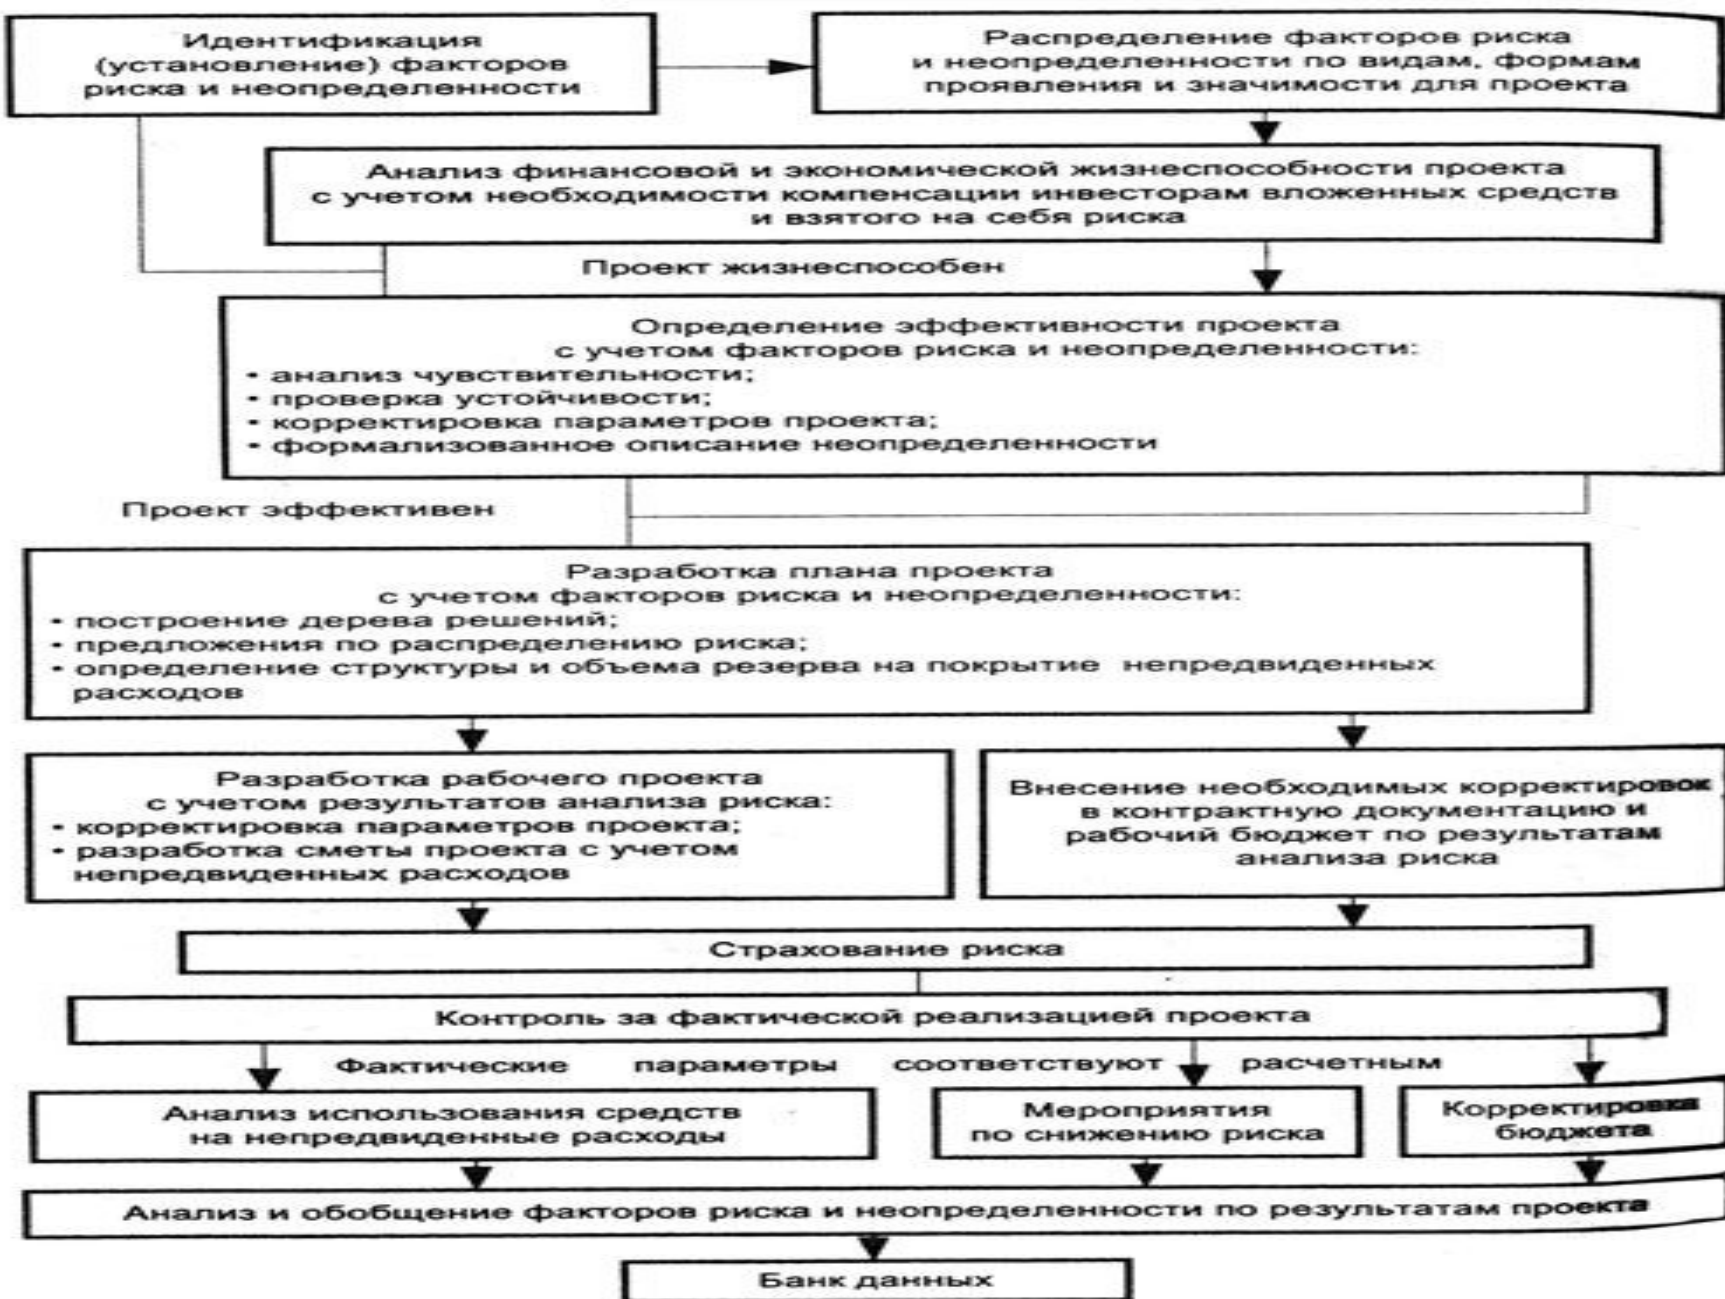 Идентификация
(установление) факторов
риска и неопределенности
Распределение факторов риска
и неопределенности по видам, формам
проявления и значимости для проекта
Анализ финансовой и экономической жизнеспособности проекта
с учетом необходимости компенсации инвесторам вложенных средств
и взятого на себя риска
Проект жизнеспособен
Определение эффективности проекта
с учетом факторов риска и неопределенности:
• анализ чувствительности;
• проверка устойчивости;
• корректировка параметров проекта;
• формализованное описание неопределенности
Проект эффективен
Разработка плана проекта
с учетом факторов риска и неопределенности:
• построение дерева решений;
• предложения по распределению риска;
• определение структуры и объема резерва на покрытие непредвиденных
расходов
Разработка рабочего проекта
с учетом результатов анализа риска:
• корректировка параметров проекта;
• разработка сметы проекта с учетом
непредвиденных расходов
Внесение необходимых корректировок
в контрактную документацию и
рабочий бюджет по результатам
анализа риска
Страхование риска
Контроль за фактической реализацией проекта
Фактические параметры соответствуют расчетным
Анализ использования средств
на непредвиденные расходы
Мероприятия
по снижению риска
Корректировка
бюджета
Анализ и обобщение факторов риска и неопределенности по результатам проекта
Банк данных